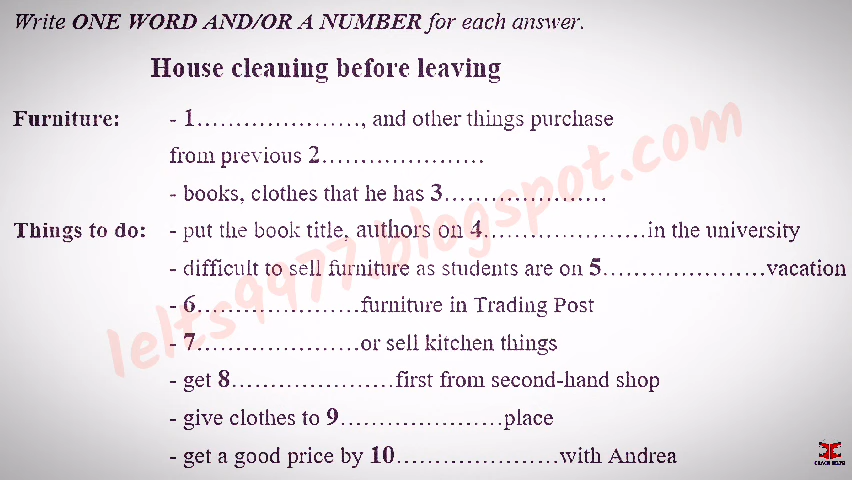 Write ONE WORD AND/OR A NUMBER for each answer.
House cleaning before leaving
Furniture: - 1…………………, and other things purchase
from previous 2…………………
- books, clothes that he has 3…………………
Things to do: - put the book title, authors on 4…………………in the university
- difficult to sell furniture as students are on 5…………………vacation
- 6…………………furniture in Trading Post
- 7…………………or sell kitchen things
- get 8…………………first from second-hand shop
- give clothes to 9…………………place
- get a good price by 10…………………with Andrea
Ielts9977.blogspot.com